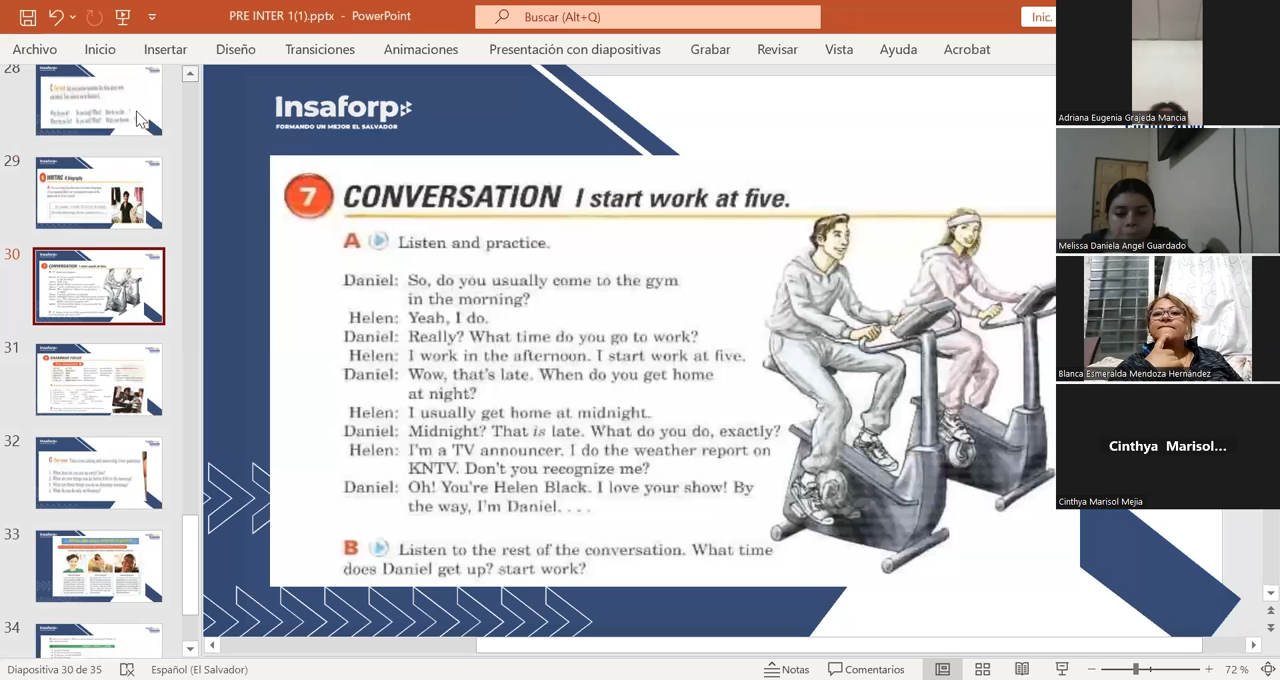 PRE INTER 1(1).pptx - PowerPoint
Buscar (Alt+Q)
Inic.
Archivo Inicio Insertar Diseño Transiciones Animaciones Presentación con diapositivas Grabar Revisar Vista Ayuda Acrobat
28
29
30
31
32
33
34
Insaforp
FORMANDO UN MEJOR EL SALVADOR
7 CONVERSATION I start work at five.
A Listen and practice.
Daniel: So, do you usually come to the gym
in the morning?
Helen: Yeah, I do.
Daniel: Really? What time do you go to work?
Helen: I work in the afternoon. I start work at five.
Daniel: Wow, that's late. When do you get home
at night?
Helen: I usually get home at midnight.
Daniel: Midnight? That is late. What do you do, exactly?
Helen: I'm a TV announcer. I do the weather report on
KNTV. Don't you recognize me?
Daniel: Oh! You're Helen Black. I love your show! By
the way, I'm Daniel. . . .
B Listen to the rest of the conversation. What time
does Daniel get up? start work?
Adriana Eugenia Grajeda Mancia
Melissa Daniela Angel Guardado
Blanca Esmeralda Mendoza Hernández
Cinthya Marisol...
Cinthya Marisol Mejia
Diapositiva 30 de 35 Español (El Salvador) Notas Comentarios 72 %